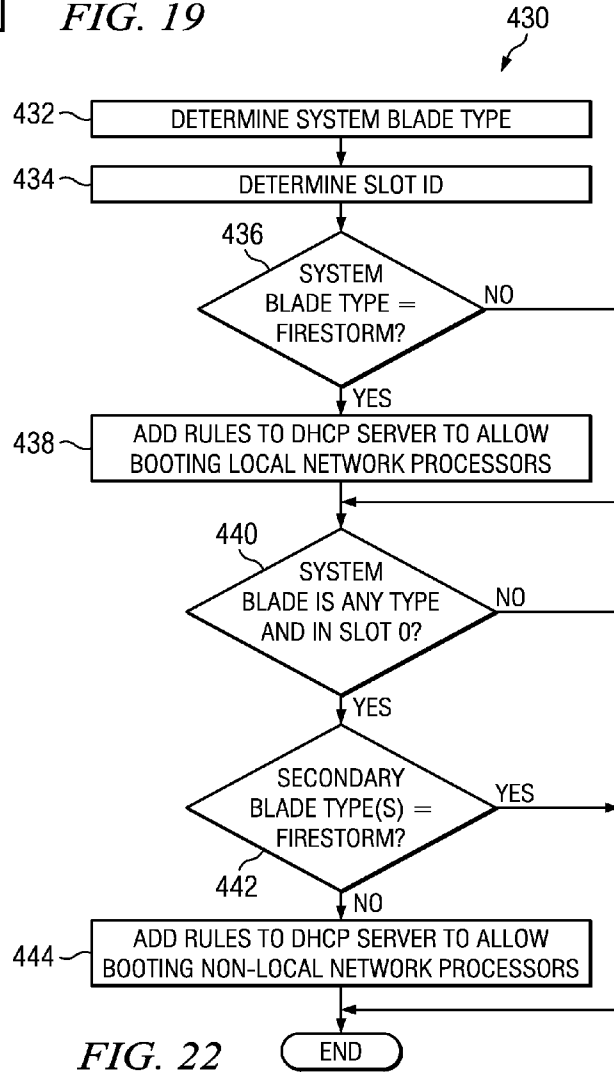 FIG. 19
430
432
DETERMINE SYSTEM BLADE TYPE
434
DETERMINE SLOT ID
436
SYSTEM
BLADE TYPE =
FIRESTORM?
NO
YES
438
ADD RULES TO DHCP SERVER TO ALLOW
BOOTING LOCAL NETWORK PROCESSORS
440
SYSTEM
BLADE IS ANY TYPE
AND IN SLOT 0?
NO
YES
SECONDARY
BLADE TYPE(S) =
FIRESTORM?
YES
442
NO
444
ADD RULES TO DHCP SERVER TO ALLOW
BOOTING NON-LOCAL NETWORK PROCESSORS
END
FIG. 22